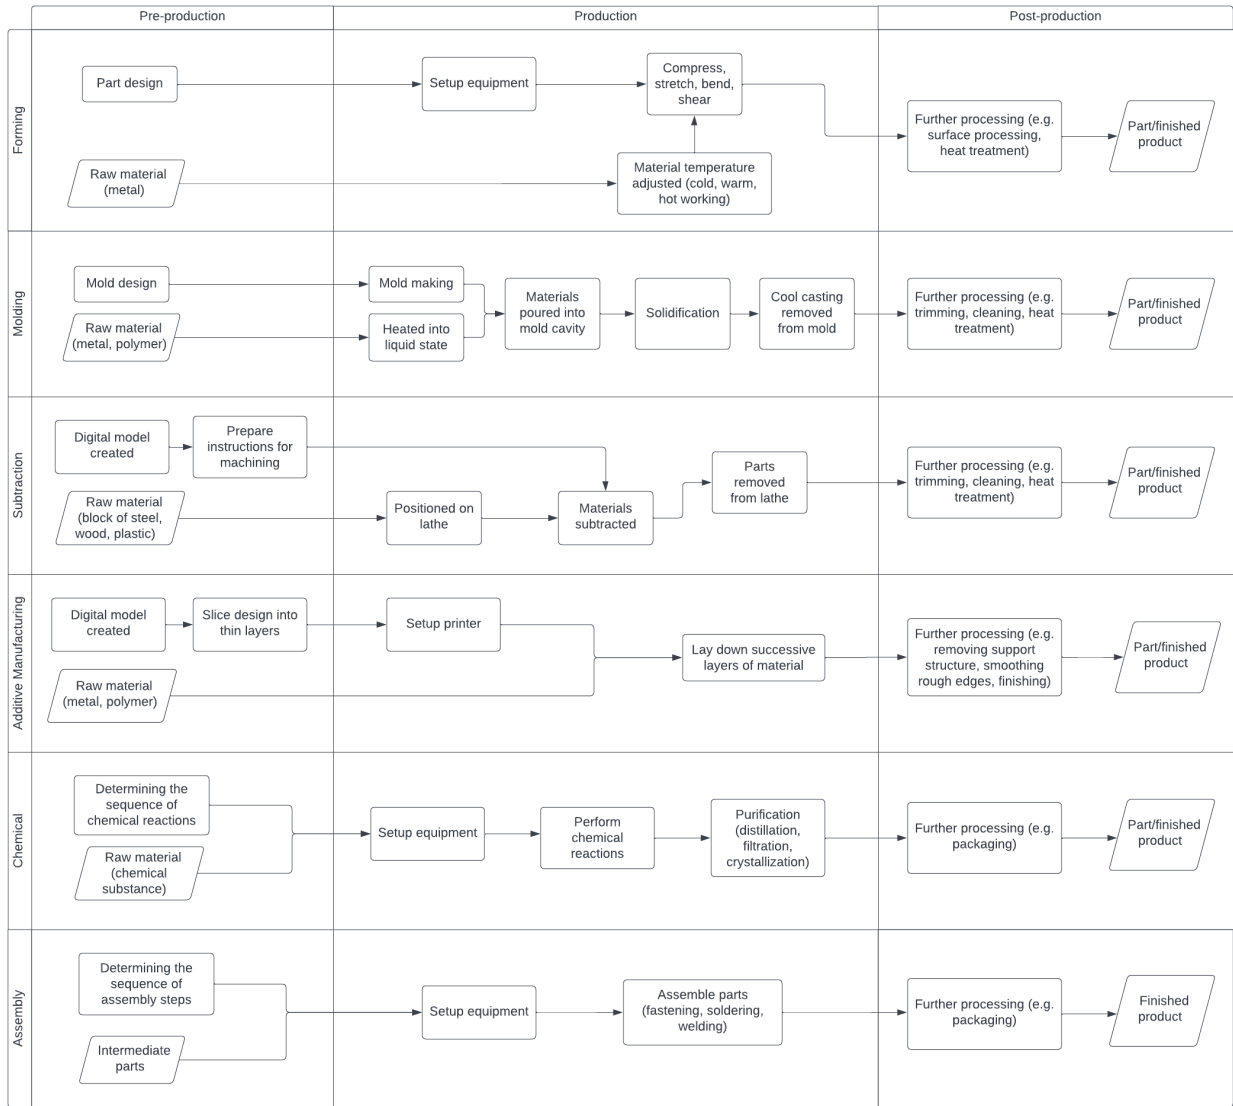 Pre-production
Production
Post-production
Forming
Part design
Setup equipment
Compress,
stretch, bend,
shear
Further processing (e.g.
surface processing,
heat treatment)
Part/finished
product
Raw material
(metal)
Material temperature
adjusted (cold, warm,
hot working)
Molding
Mold design
Mold making
Raw material
(metal, polymer)
Heated into
liquid state
Materials
poured into
mold cavity
Solidification
Cool casting
removed
from mold
Further processing (e.g.
trimming, cleaning, heat
treatment)
Part/finished
product
Subtraction
Digital model
created
Prepare
instructions for
machining
Raw material
(block of steel,
wood, plastic)
Positioned on
lathe
Materials
subtracted
Parts
removed
from lathe
Further processing (e.g.
trimming, cleaning, heat
treatment)
Part/finished
product
Additive Manufacturing
Digital model
created
Slice design into
thin layers
Setup printer
Raw material
(metal, polymer)
Lay down successive
layers of material
Further processing (e.g.
removing support
structure, smoothing
rough edges, finishing)
Part/finished
product
Chemical
Determining the
sequence of
chemical reactions
Raw material
(chemical
substance)
Setup equipment
Perform
chemical
reactions
Purification
(distillation,
filtration,
crystallization)
Further processing (e.g.
packaging)
Part/finished
product
Assembly
Determining the
sequence of
assembly steps
Intermediate
parts
Setup equipment
Assemble parts
(fastening, soldering,
welding)
Further processing (e.g.
packaging)
Finished
product